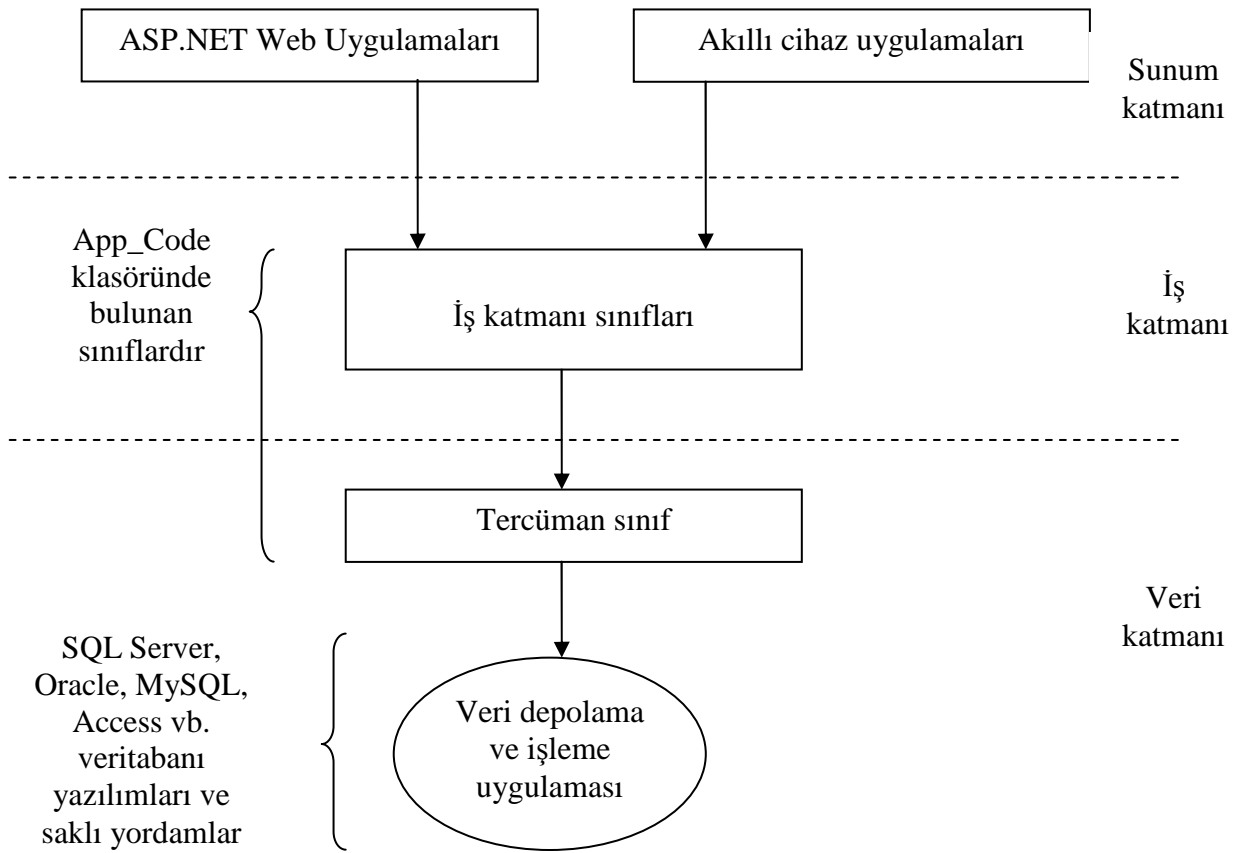 ASP.NET Web Uygulamaları
Akıllı cihaz uygulamaları
Sunum
katmanı
App_Code
klasöründe
bulunan
sınıflardır
İş katmanı sınıfları
İş
katmanı
Tercüman sınıf
Veri
katmanı
SQL Server,
Oracle, MySQL,
Access vb.
veritabanı
yazılımları ve
saklı yordamlar
Veri depolama
ve işleme
uygulaması